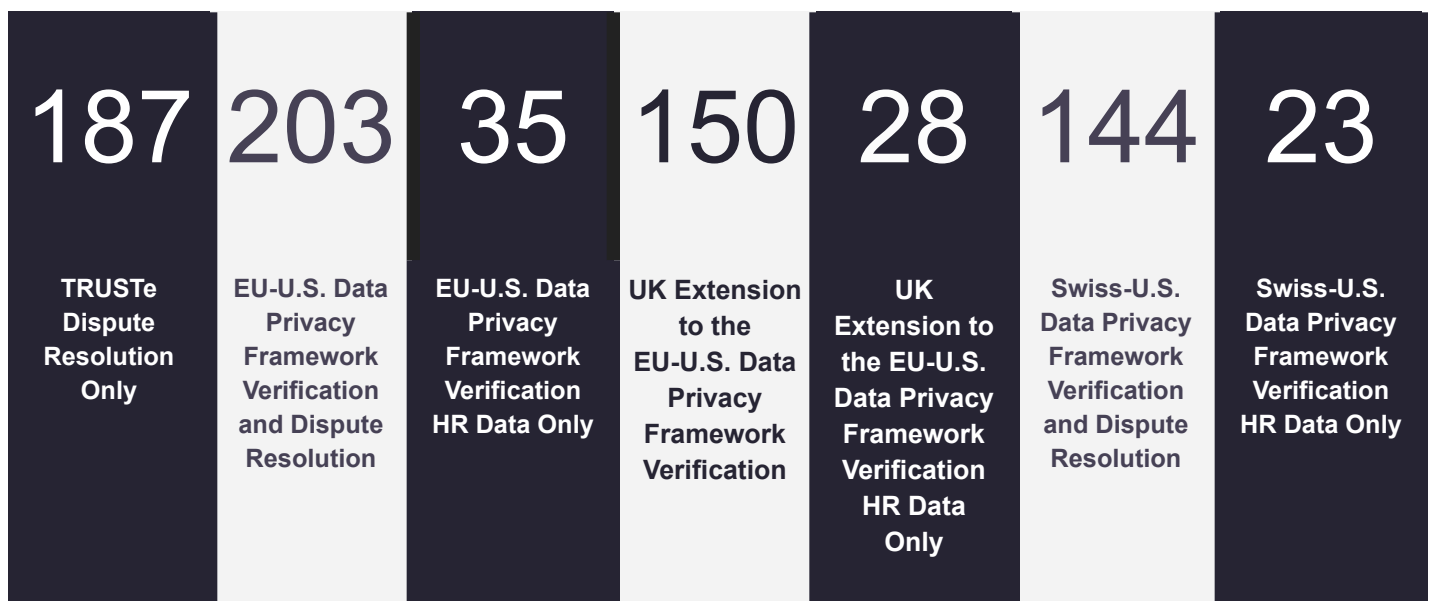 187
TRUSTe
Dispute
Resolution
Only
203
EU-U.S. Data
Privacy
Framework
Verification
and Dispute
Resolution
35
EU-U.S. Data
Privacy
Framework
Verification
HR Data Only
150
UK Extension
to the
EU-U.S. Data
Privacy
Framework
Verification
28
UK
Extension to
the EU-U.S.
Data Privacy
Framework
Verification
HR Data
Only
144
Swiss-U.S.
Data Privacy
Framework
Verification
and Dispute
Resolution
23
Swiss-U.S.
Data Privacy
Framework
Verification
HR Data Only